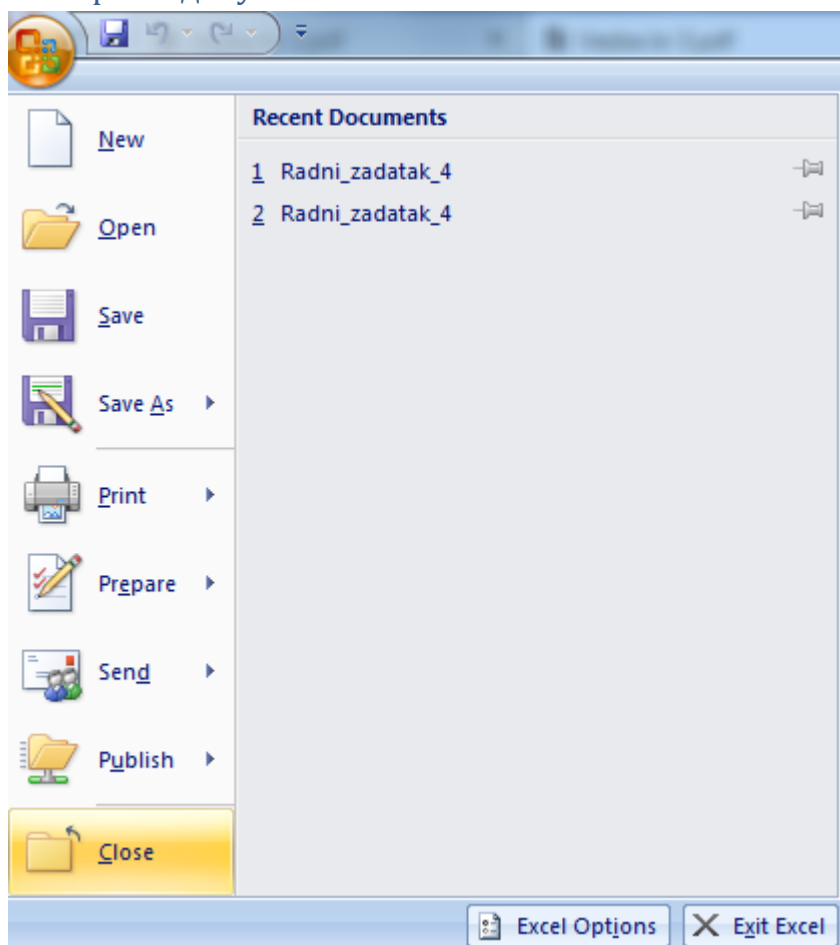 New
Open
Save
Save As
Print
Prepare
Send
Publish
Close
Recent Documents
1 Radni_zadatak_4
2 Radni_zadatak_4
Excel Options
Exit Excel